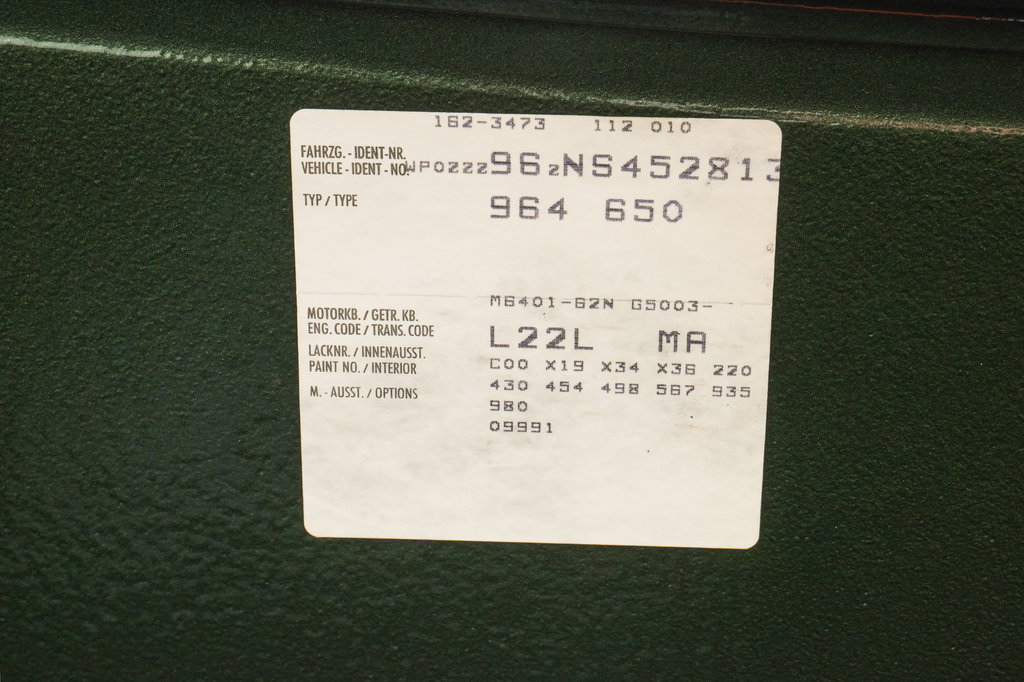 162-3473 112 010
FAHRZG. - IDENT-NR.
VEHICLE - IDENT - NO. WP0ZZZ96ZNS452813
TYP / TYPE 964 650
M6401-62N G5003-
MOTORKB. / GETR. KB.
ENG. CODE / TRANS. CODE L22L MA
LACKNR. / INNENAUSST. C00 X19 X34 X36 220
PAINT NO. / INTERIOR
M. - AUSST. / OPTIONS 430 454 498 567 935
980
09991